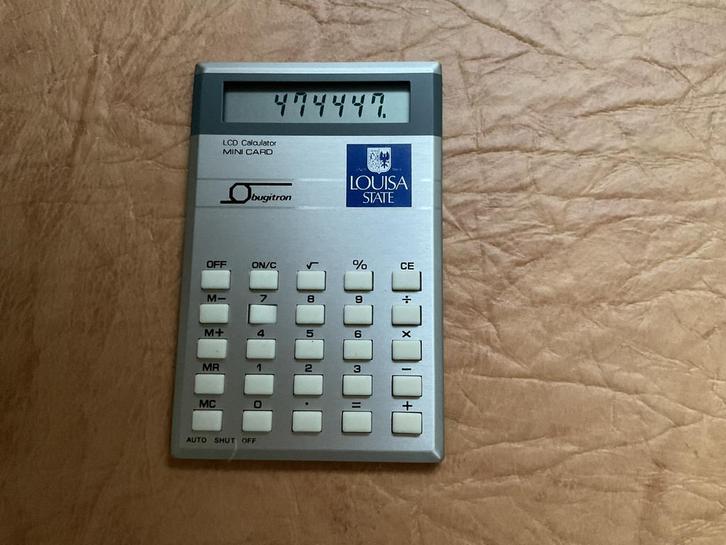 474447.
LCD Calculator
MINI CARD
bugitron
LOUISA
STATE
OFF ON/C √ % CE
M- 7 8 9 ÷
M+ 4 5 6 ×
MR 1 2 3 -
MC 0 . = +
AUTO SHUT OFF